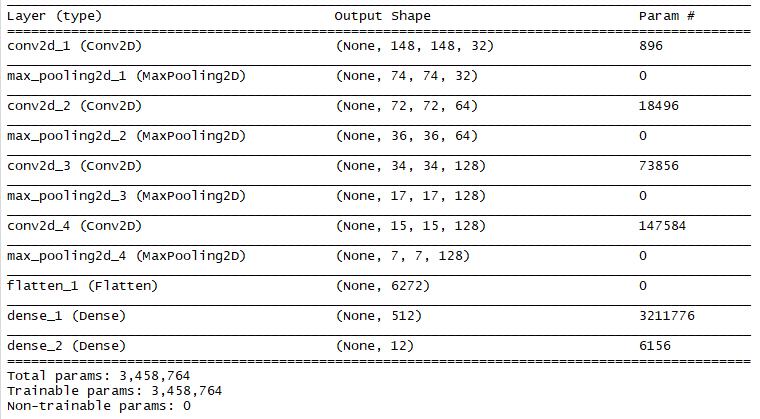 Layer (type) Output Shape Param #
conv2d_1 (Conv2D) (None, 148, 148, 32) 896
max_pooling2d_1 (MaxPooling2D) (None, 74, 74, 32) 0
conv2d_2 (Conv2D) (None, 72, 72, 64) 18496
max_pooling2d_2 (MaxPooling2D) (None, 36, 36, 64) 0
conv2d_3 (Conv2D) (None, 34, 34, 128) 73856
max_pooling2d_3 (MaxPooling2D) (None, 17, 17, 128) 0
conv2d_4 (Conv2D) (None, 15, 15, 128) 147584
max_pooling2d_4 (MaxPooling2D) (None, 7, 7, 128) 0
flatten_1 (Flatten) (None, 6272) 0
dense_1 (Dense) (None, 512) 3211776
dense_2 (Dense) (None, 12) 6156
Total params: 3,458,764
Trainable params: 3,458,764
Non-trainable params: 0